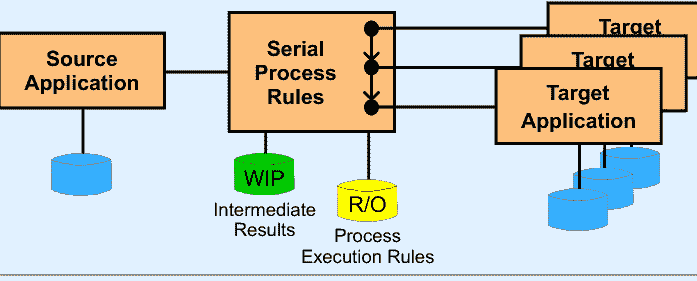 Source
Application
Serial
Process
Rules
Target
Target
Target
Application
WIP
Intermediate
Results
R/O
Process
Execution Rules